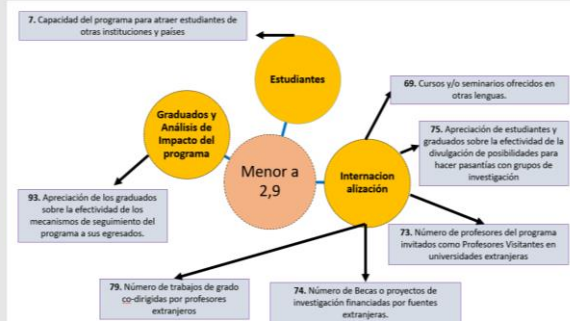 7. Capacidad del programa para atraer estudiantes de
otras instituciones y países
Estudiantes
69. Cursos y/o seminarios ofrecidos en
otras lenguas.
Graduados y
Análisis de
Impacto del
programa
75. Apreciación de estudiantes y
graduados sobre la efectividad de la
divulgación de posibilidades para
hacer pasantías con grupos de
investigación
Menor a
2,9
Internacion
alización
93. Apreciación de los graduados
sobre la efectividad de los
mecanismos de seguimiento del
programa a sus egresados.
73. Número de profesores del programa
invitados como Profesores Visitantes en
universidades extranjeras
79. Número de trabajos de grado
co-dirigidas por profesores
extranjeros
74. Número de Becas o proyectos de
investigación financiadas por fuentes
extranjeras.